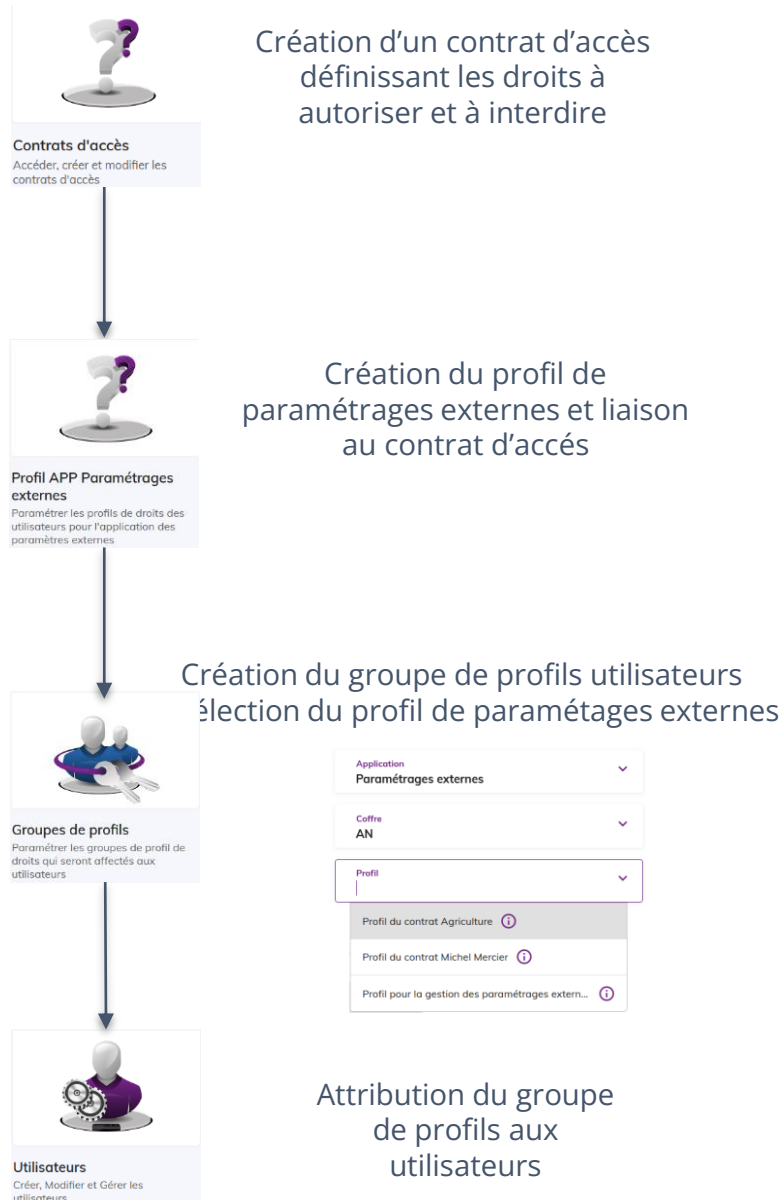 Création d’un contrat d’accès
définissant les droits à
autoriser et à interdire
Contrats d'accès
Accéder, créer et modifier les
contrats d'accès
Création du profil de
paramétrages externes et liaison
au contrat d’accés
Profil APP Paramétrages
externes
Paramétrer les profils de droits des
utilisateurs pour l'application des
paramètres externes
Création du groupe de profils utilisateurs
élection du profil de paramétages externes
Groupes de profils
Paramétrer les groupes de profil de
droits qui seront affectés aux
utilisateurs
Application
Paramétrages externes
Coffre
AN
Profil
Profil du contrat Agriculture
Profil du contrat Michel Mercier
Profil pour la gestion des paramétrages extern...
Attribution du groupe
de profils aux
utilisateurs
Utilisateurs
Créer, Modifier et Gérer les
utilisateurs